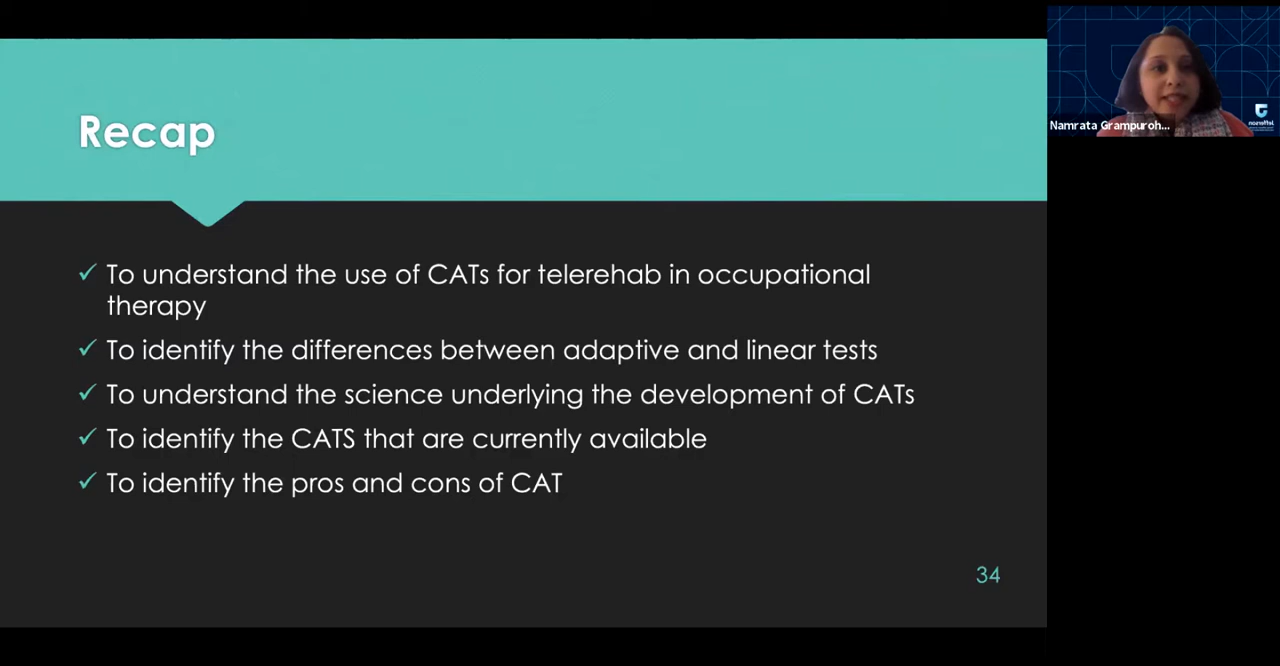 Recap
✓ To understand the use of CATs for telerehab in occupational
therapy
✓ To identify the differences between adaptive and linear tests
✓ To understand the science underlying the development of CATs
✓ To identify the CATS that are currently available
✓ To identify the pros and cons of CAT
34
Namrata Grampuroh...